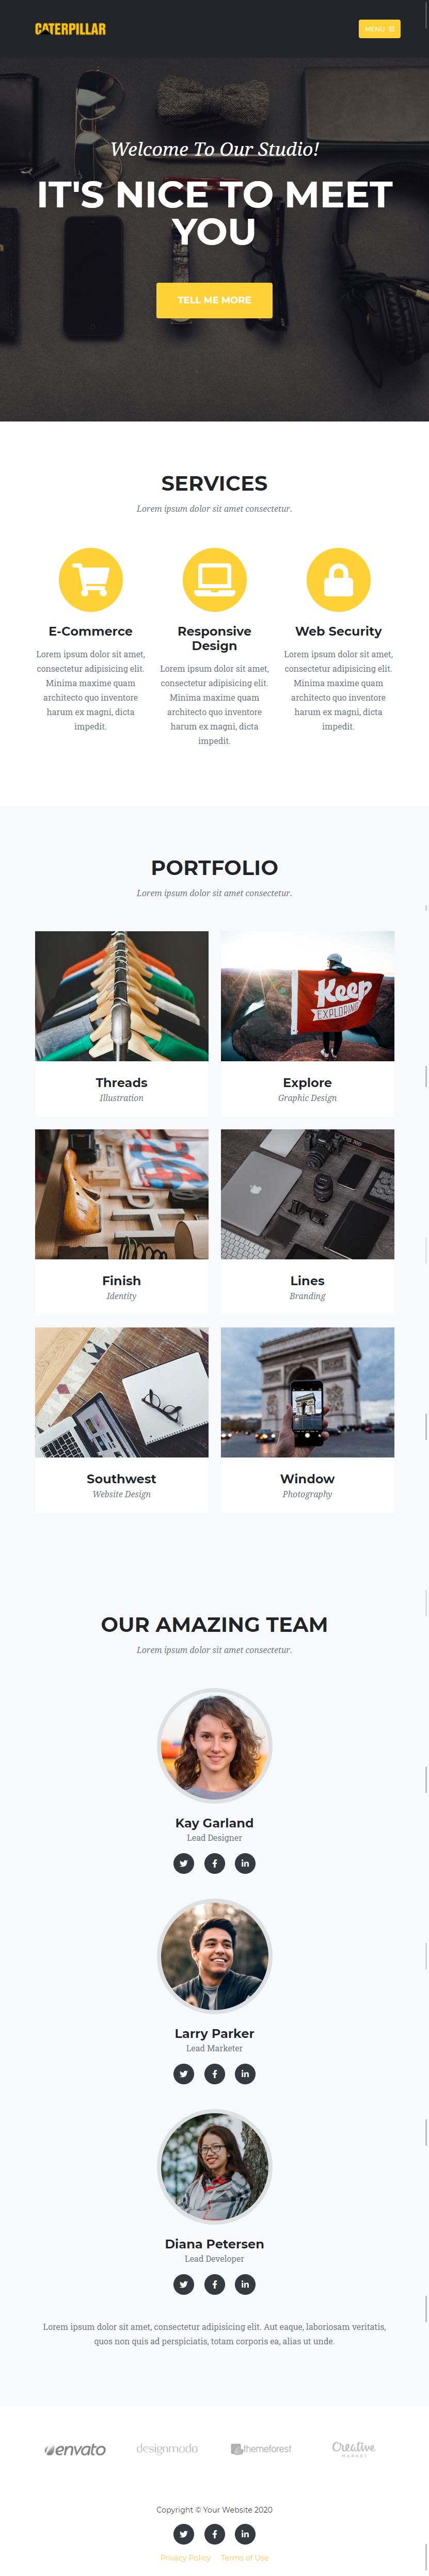 CATERPILLAR
MENU
Welcome To Our Studio!
IT'S NICE TO MEET
YOU
TELL ME MORE
SERVICES
Lorem ipsum dolor sit amet consectetur.
E-Commerce
Lorem ipsum dolor sit amet,
consectetur adipisicing elit.
Minima maxime quam
architecto quo inventore
harum ex magni, dicta
impedit.
Responsive
Design
Lorem ipsum dolor sit amet,
consectetur adipisicing elit.
Minima maxime quam
architecto quo inventore
harum ex magni, dicta
impedit.
Web Security
Lorem ipsum dolor sit amet,
consectetur adipisicing elit.
Minima maxime quam
architecto quo inventore
harum ex magni, dicta
impedit.
PORTFOLIO
Lorem ipsum dolor sit amet consectetur.
Keep
EXPLORING
Threads
Illustration
Explore
Graphic Design
Finish
Identity
Lines
Branding
Southwest
Website Design
Window
Photography
OUR AMAZING TEAM
Lorem ipsum dolor sit amet consectetur.
Kay Garland
Lead Designer
Larry Parker
Lead Marketer
Diana Petersen
Lead Developer
Lorem ipsum dolor sit amet, consectetur adipisicing elit. Aut eaque, laboriosam veritatis,
quos non quis ad perspiciatis, totam corporis ea, alias ut unde.
envato
designmodo
themeforest
Creative
MARKET
Copyright © Your Website 2020
Privacy Policy Terms of Use